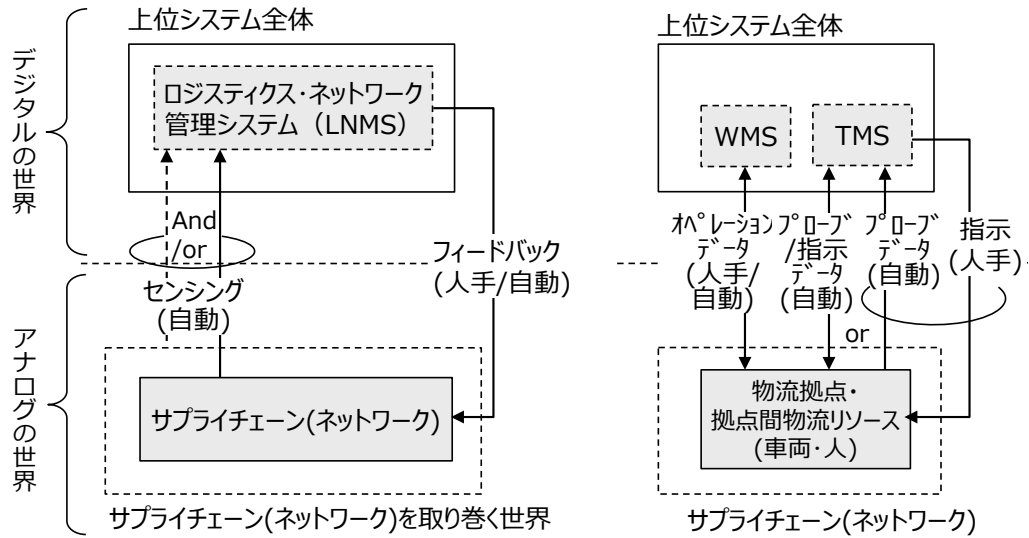 上位システム全体
デジタルの世界
ロジスティクス・ネットワーク
管理システム（LNMS）
And
/or
フィードバック
(人手/自動)
センシング
(自動)
アナログの世界
サプライチェーン(ネットワーク)
サプライチェーン(ネットワーク)を取り巻く世界
上位システム全体
WMS
TMS
ｵﾍﾟﾚｰｼｮﾝ
ﾃﾞｰﾀ
(人手/
自動)
ﾌﾟﾛｰﾌﾞ
/指示
ﾃﾞｰﾀ
(自動)
ﾌﾟﾛｰﾌﾞ
ﾃﾞｰﾀ
(自動)
指示
(人手)
or
物流拠点・
拠点間物流リソース
(車両・人)
サプライチェーン(ネットワーク)